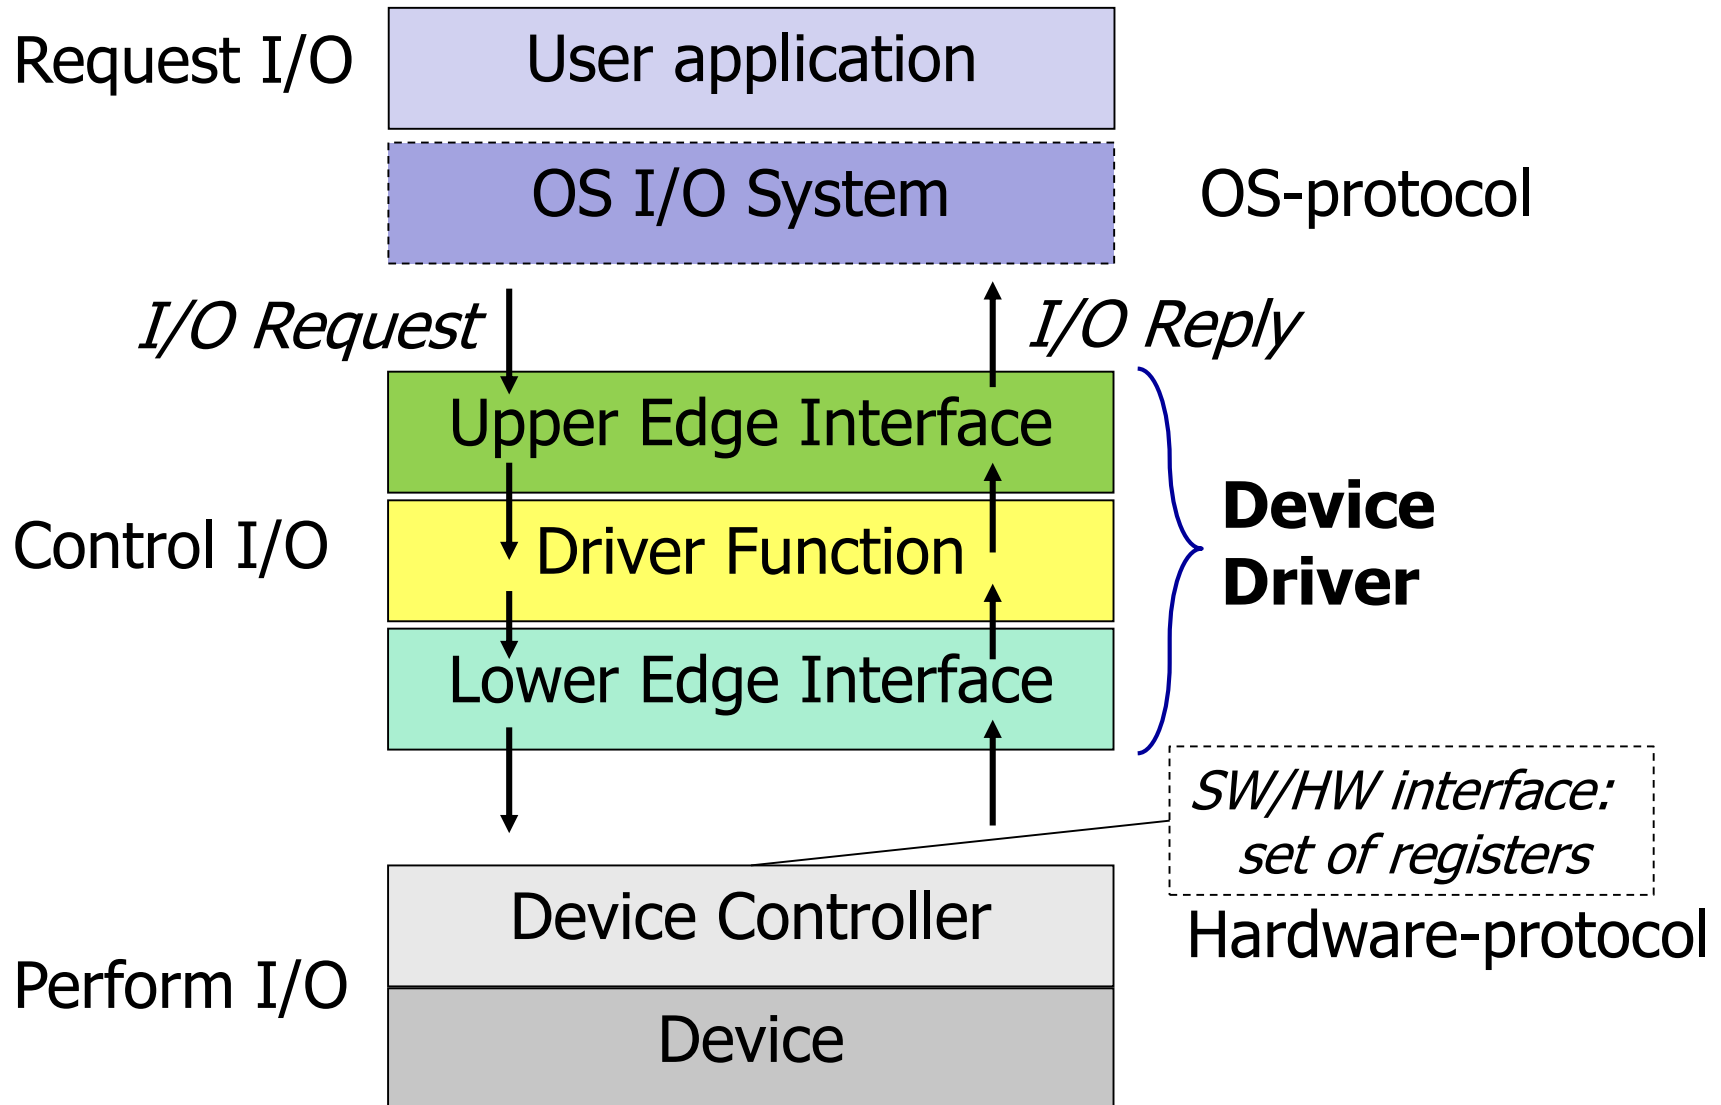 Request I/O
User application
OS I/O System
OS-protocol
I/O Request
I/O Reply
Upper Edge Interface
Control I/O
Driver Function
Device
Driver
Lower Edge Interface
SW/HW interface:
set of registers
Device Controller
Hardware-protocol
Perform I/O
Device